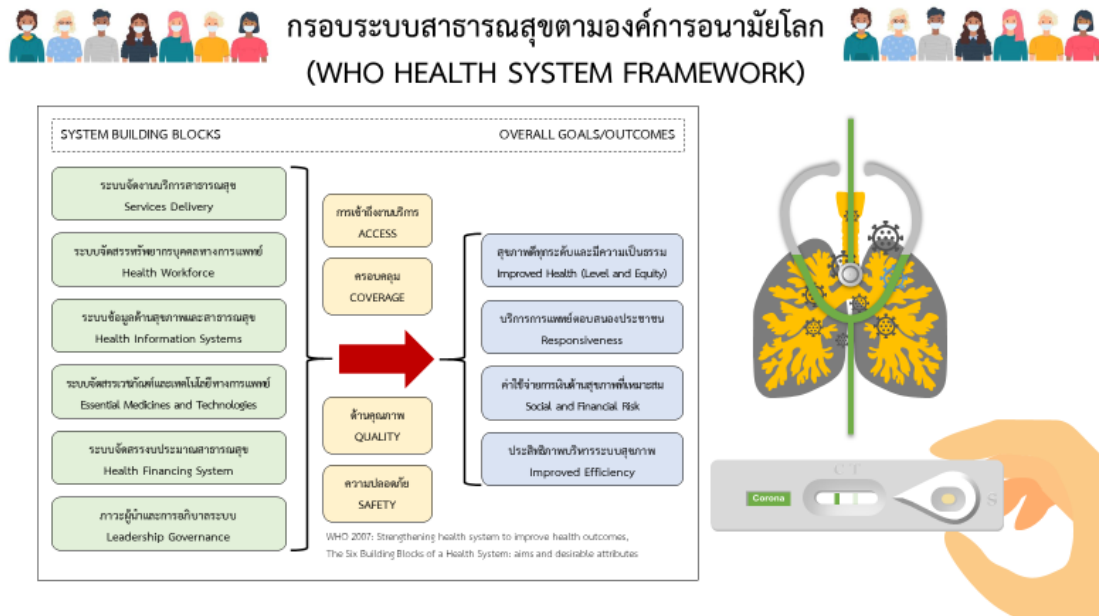 กรอบระบบสาธารณสุขตามองค์การอนามัยโลก
(WHO HEALTH SYSTEM FRAMEWORK)
SYSTEM BUILDING BLOCKS
OVERALL GOALS/OUTCOMES
ระบบจัดงานบริการสาธารณสุข
Services Delivery
ระบบจัดสรรทรัพยากรบุคคลทางการแพทย์
Health Workforce
ระบบข้อมูลด้านสุขภาพและสาธารณสุข
Health Information Systems
ระบบจัดสรรเวชภัณฑ์และเทคโนโลยีทางการแพทย์
Essential Medicines and Technologies
ระบบจัดสรรงบประมาณสาธารณสุข
Health Financing System
ภาวะผู้นำและการอภิบาลระบบ
Leadership Governance
การเข้าถึงงานบริการ
ACCESS
ครอบคลุม
COVERAGE
ด้านคุณภาพ
QUALITY
ความปลอดภัย
SAFETY
สุขภาพดีทุกระดับและมีความเป็นธรรม
Improved Health (Level and Equity)
บริการการแพทย์ตอบสนองประชาชน
Responsiveness
ค่าใช้จ่ายการเงินด้านสุขภาพที่เหมาะสม
Social and Financial Risk
ประสิทธิภาพบริหารระบบสุขภาพ
Improved Efficiency
WHO 2007: Strengthening health system to improve health outcomes,
The Six Building Blocks of a Health System: aims and desirable attributes
C T
Corona
S